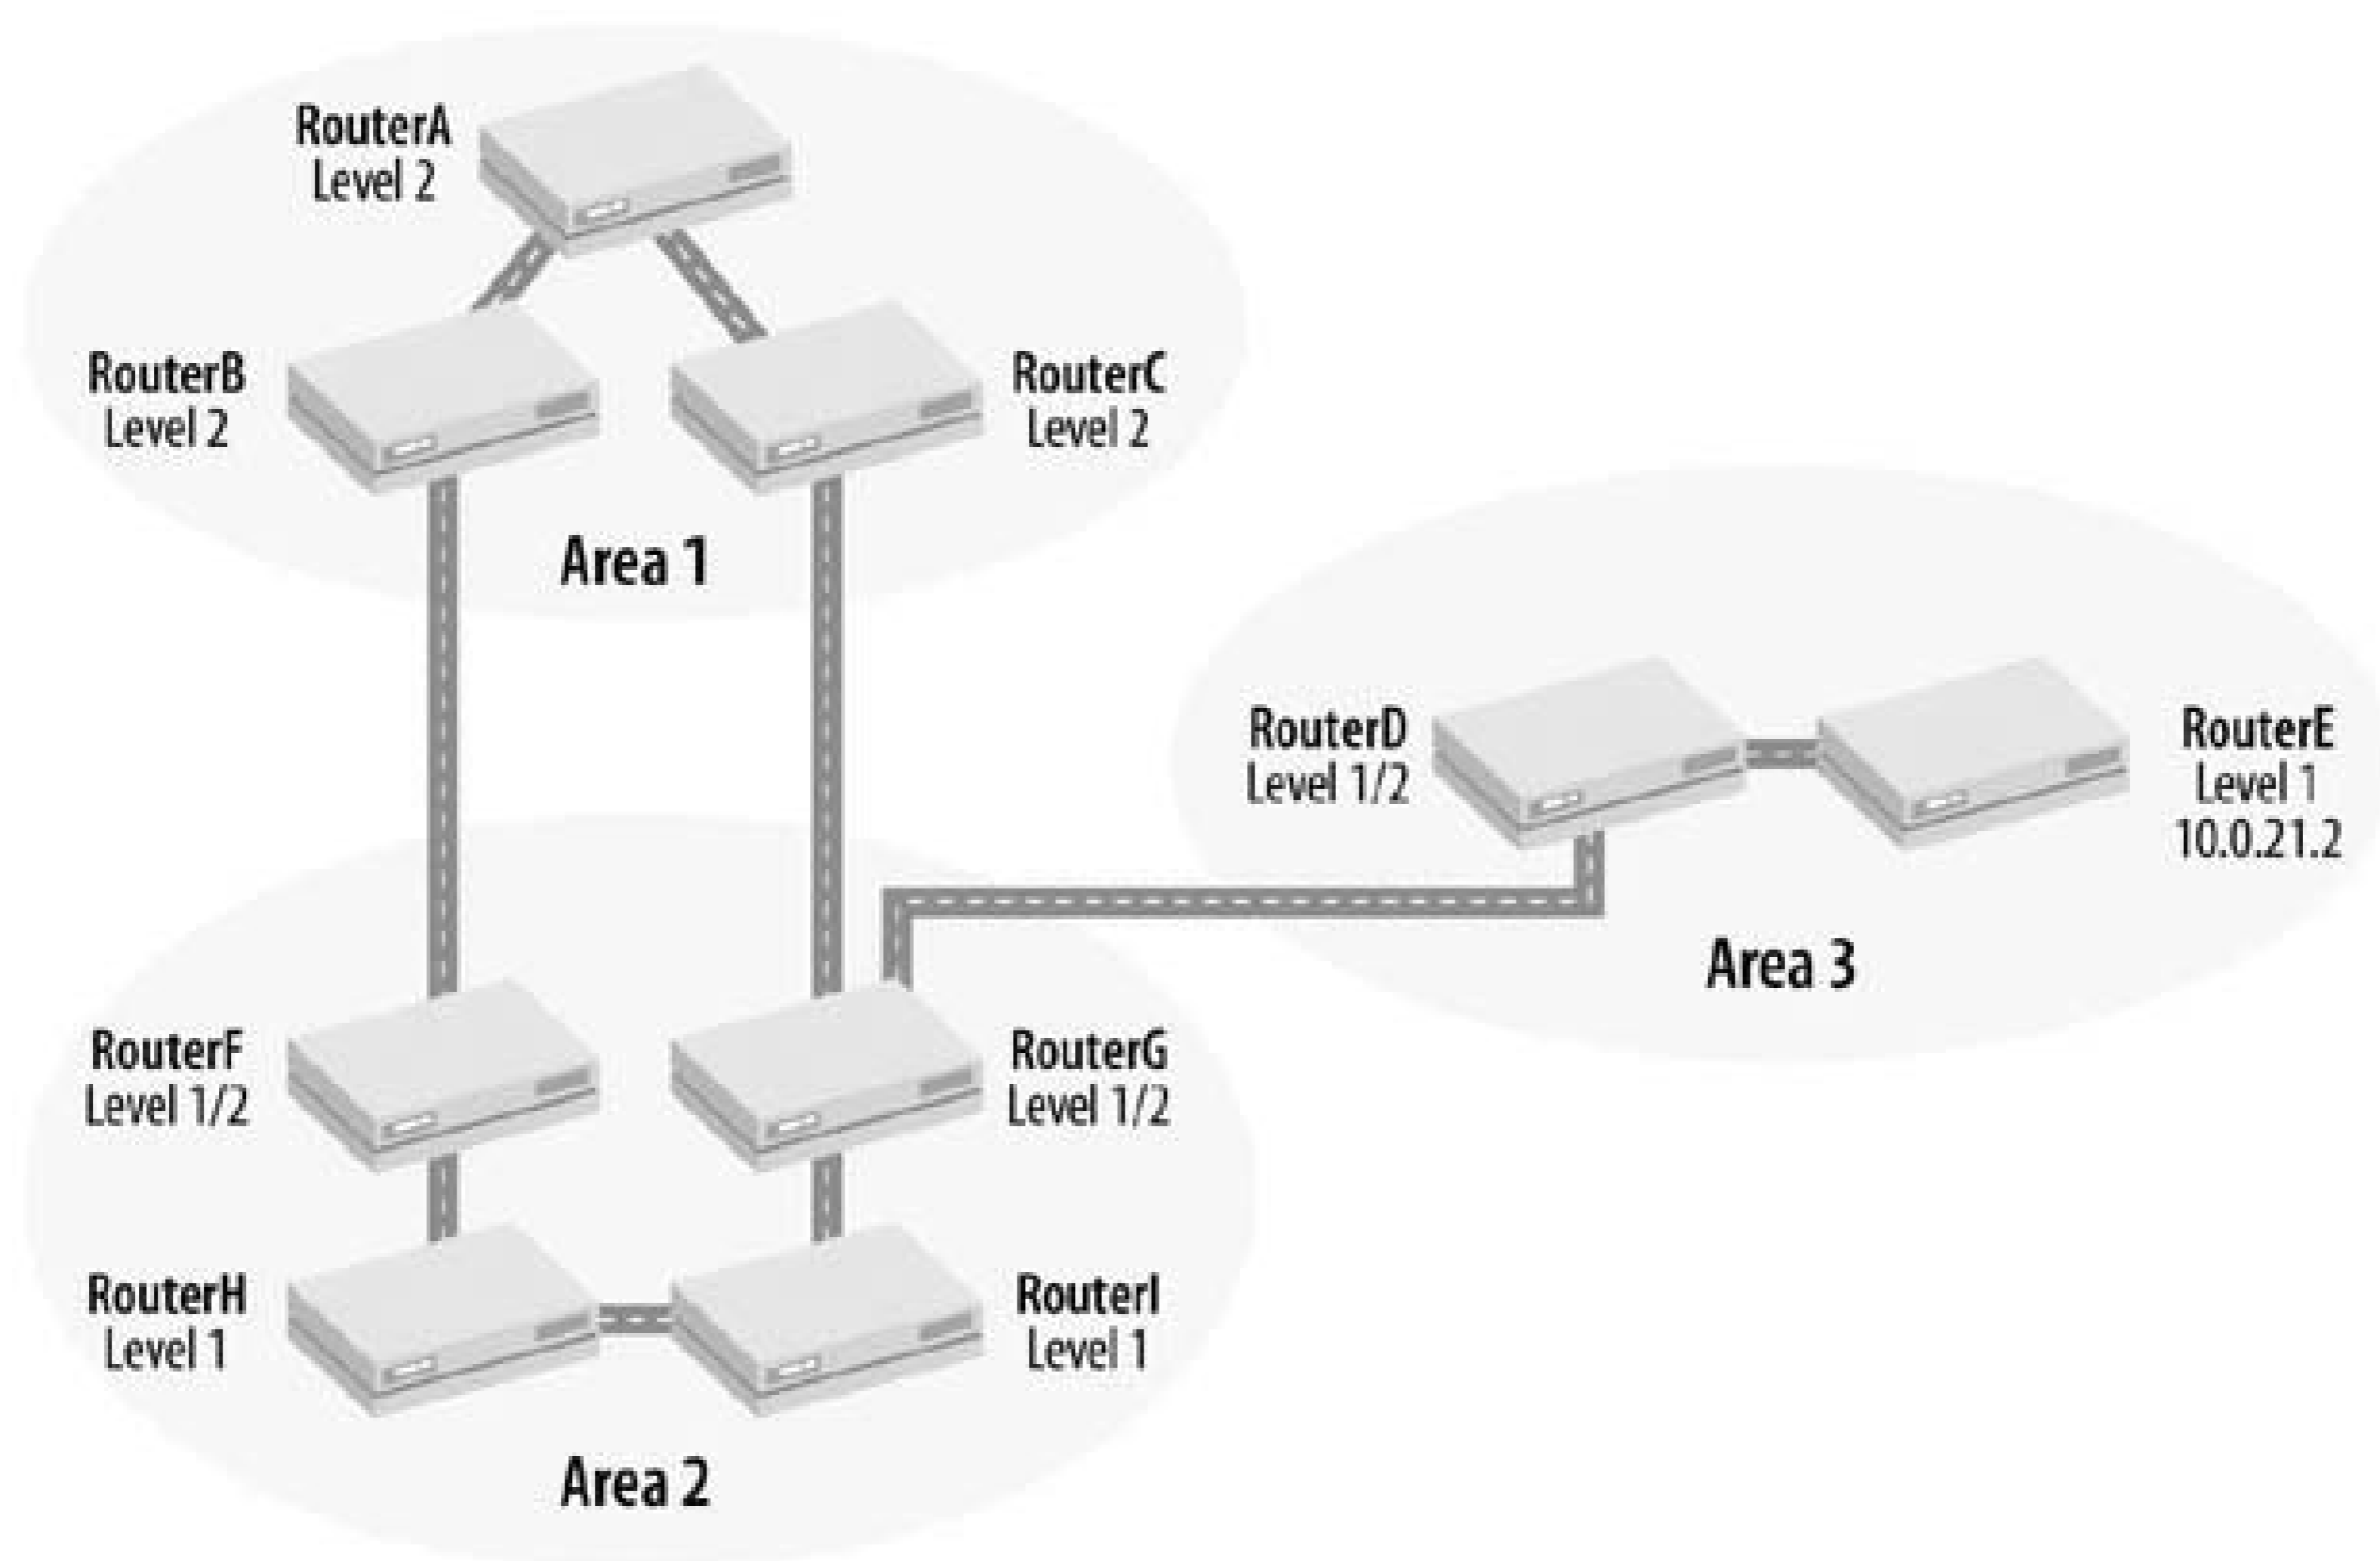 RouterA
Level 2
RouterB
Level 2
RouterC
Level 2
Area 1
RouterD
Level 1/2
RouterE
Level 1
10.0.21.2
Area 3
RouterF
Level 1/2
RouterG
Level 1/2
RouterH
Level 1
RouterI
Level 1
Area 2